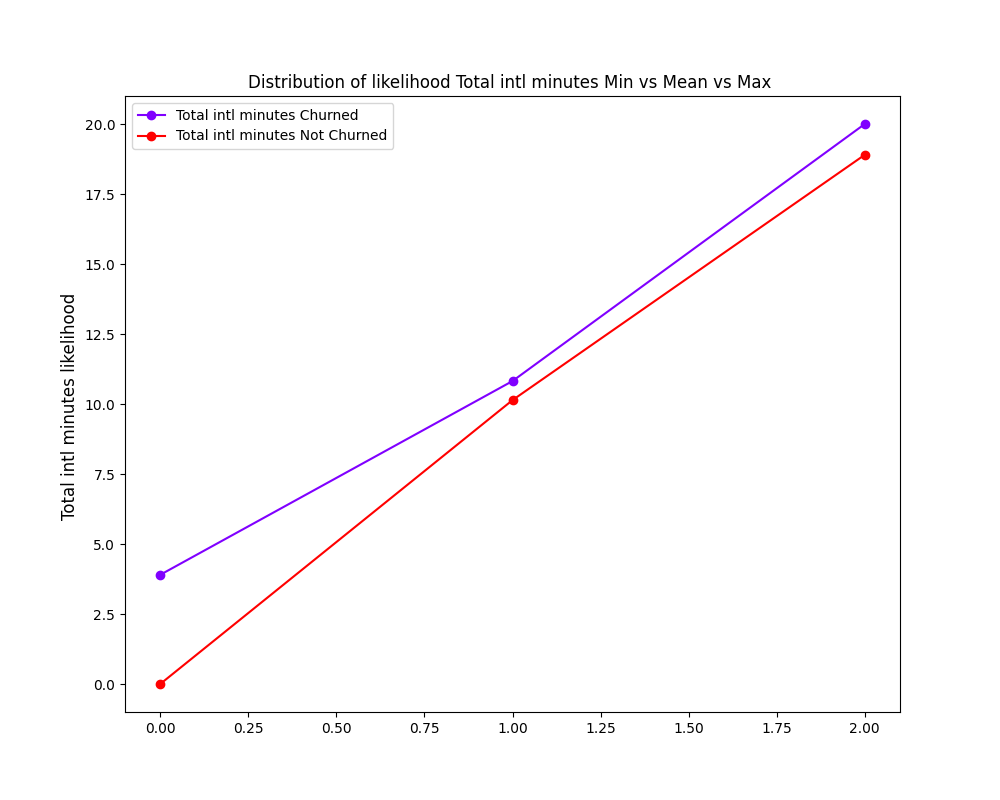 Distribution of likelihood Total intl minutes Min vs Mean vs Max
Total intl minutes Churned
Total intl minutes Not Churned
Total intl minutes likelihood
20.0
17.5
15.0
12.5
10.0
7.5
5.0
2.5
0.0
0.00 0.25 0.50 0.75 1.00 1.25 1.50 1.75 2.00